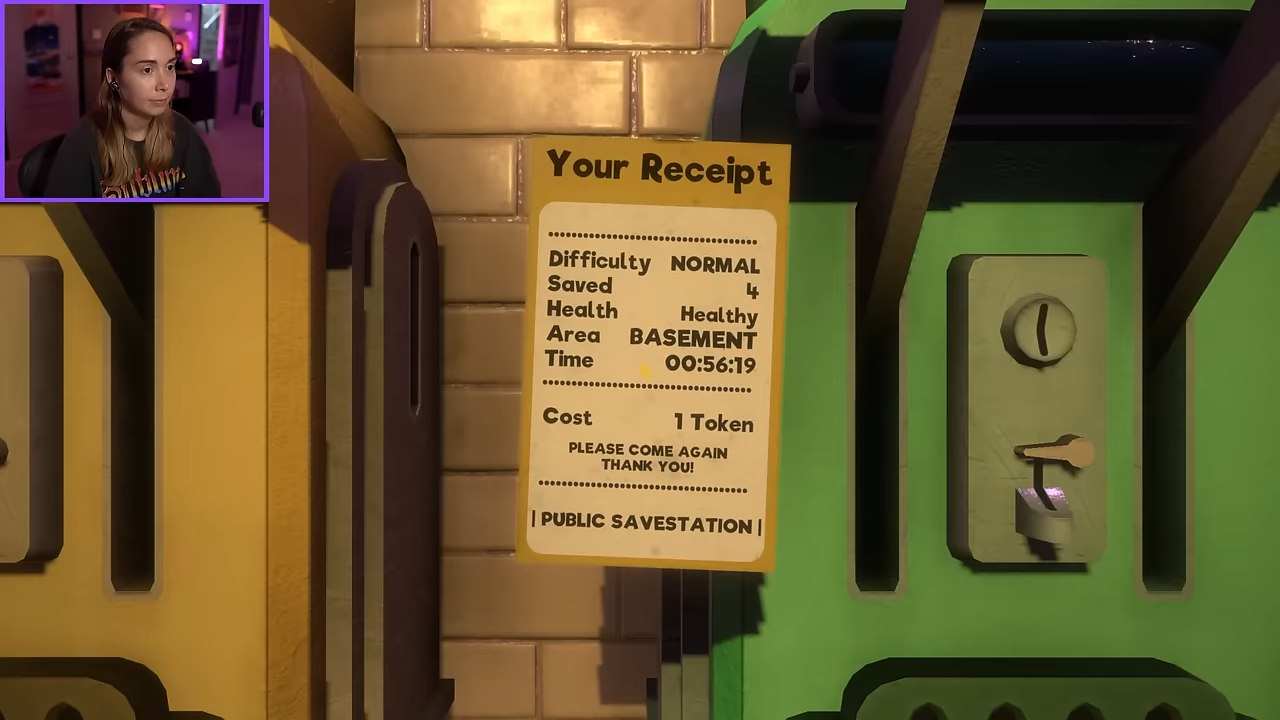 Your Receipt
Difficulty NORMAL
Saved 4
Health Healthy
Area BASEMENT
Time 00:56:19
Cost 1 Token
PLEASE COME AGAIN
THANK YOU!
| PUBLIC SAVESTATION |